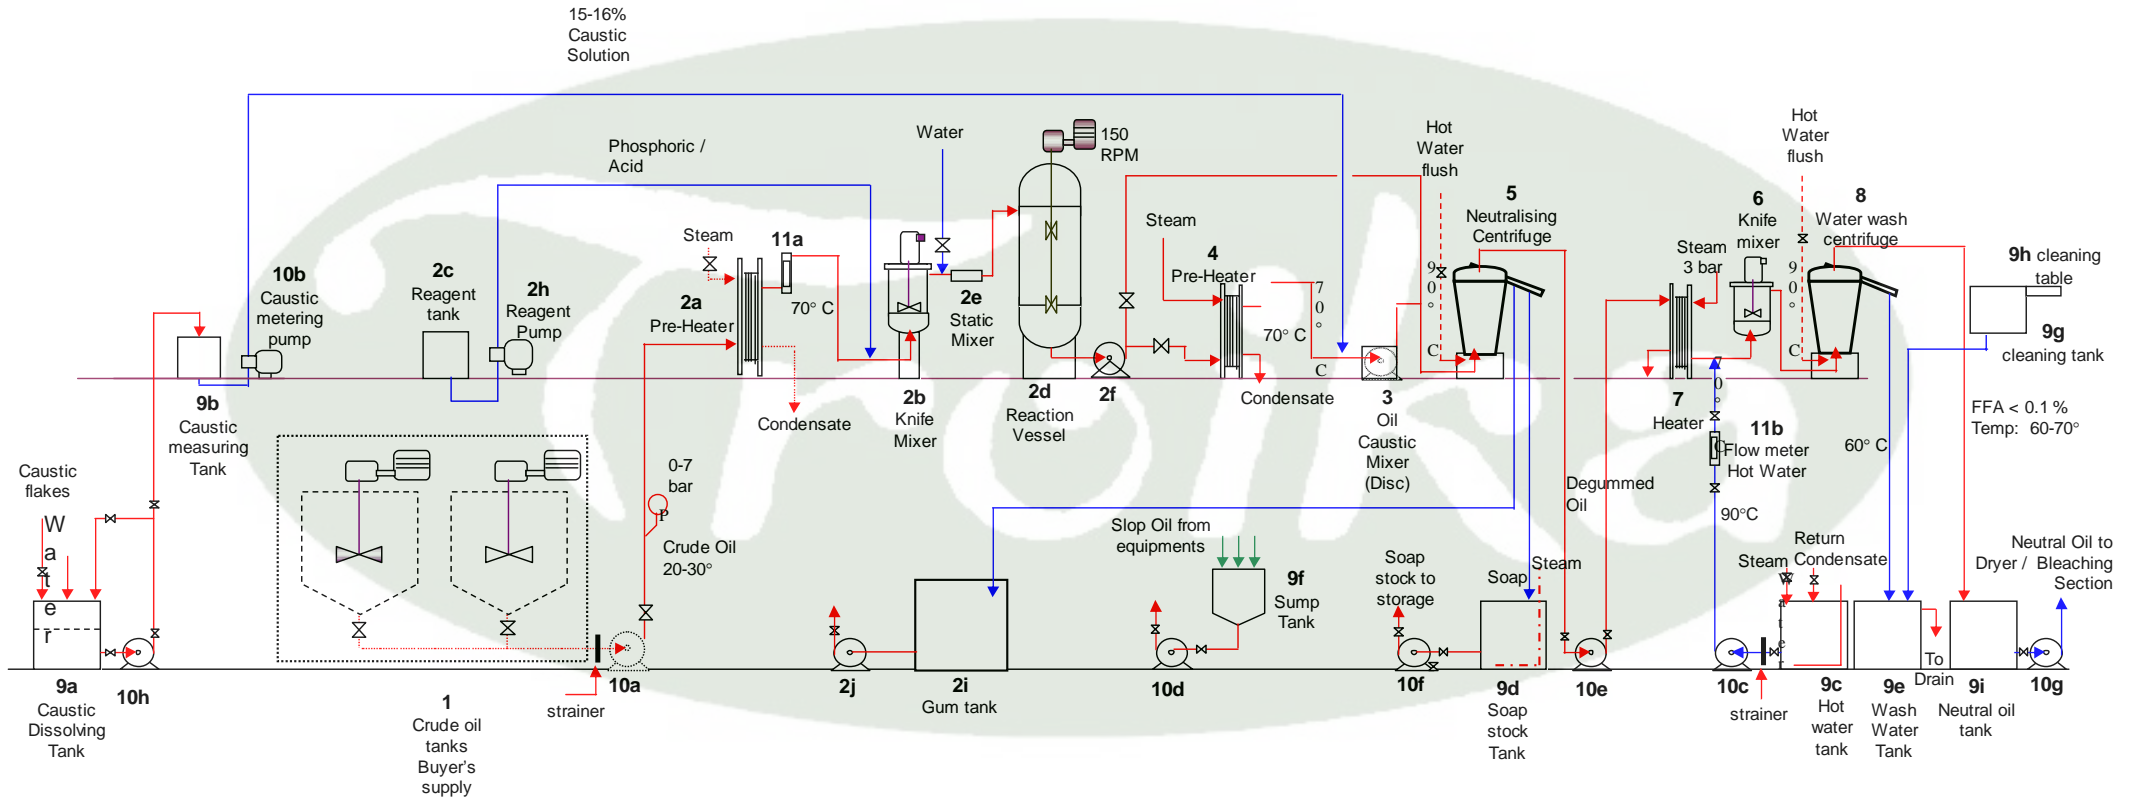 15-16%
Caustic
Solution
Phosphoric /
Acid
Water
150
RPM
Hot
Water
flush
Hot
Water
flush
5
Neutralising
Centrifuge
6
Knife
mixer
8
Water wash
centrifuge
Steam
3 bar
9h cleaning
table
9g
cleaning tank
10b
Caustic
metering
pump
2c
Reagent
tank
2h
Reagent
Pump
Steam
11a
2a
Pre-Heater
70° C
2e
Static
Mixer
Steam
4
Pre-Heater
70° C
70° C
90° C
90° C
70° C
9b
Caustic
measuring
Tank
Condensate
2b
Knife
Mixer
2d
Reaction
Vessel
2f
Condensate
3
Oil
Caustic
Mixer
(Disc)
7
Heater
11b
Flow meter
Hot Water
60° C
FFA < 0.1 %
Temp: 60-70°
Caustic
flakes
Water
0-7
bar
P
Crude Oil
20-30°
Slop Oil from
equipments
9f
Sump
Tank
Soap
stock to
storage
Soap
Steam
Degummed
Oil
90°C
Steam
Return
Condensate
Water
Neutral Oil to
Dryer / Bleaching
Section
9a
Caustic
Dissolving
Tank
10h
1
Crude oil
tanks
Buyer's
supply
strainer
10a
2j
2i
Gum tank
10d
10f
9d
Soap
stock
Tank
10e
10c
strainer
9c
Hot
water
tank
9e
Wash
Water
Tank
To
Drain
9i
Neutral oil
tank
10g
Troika